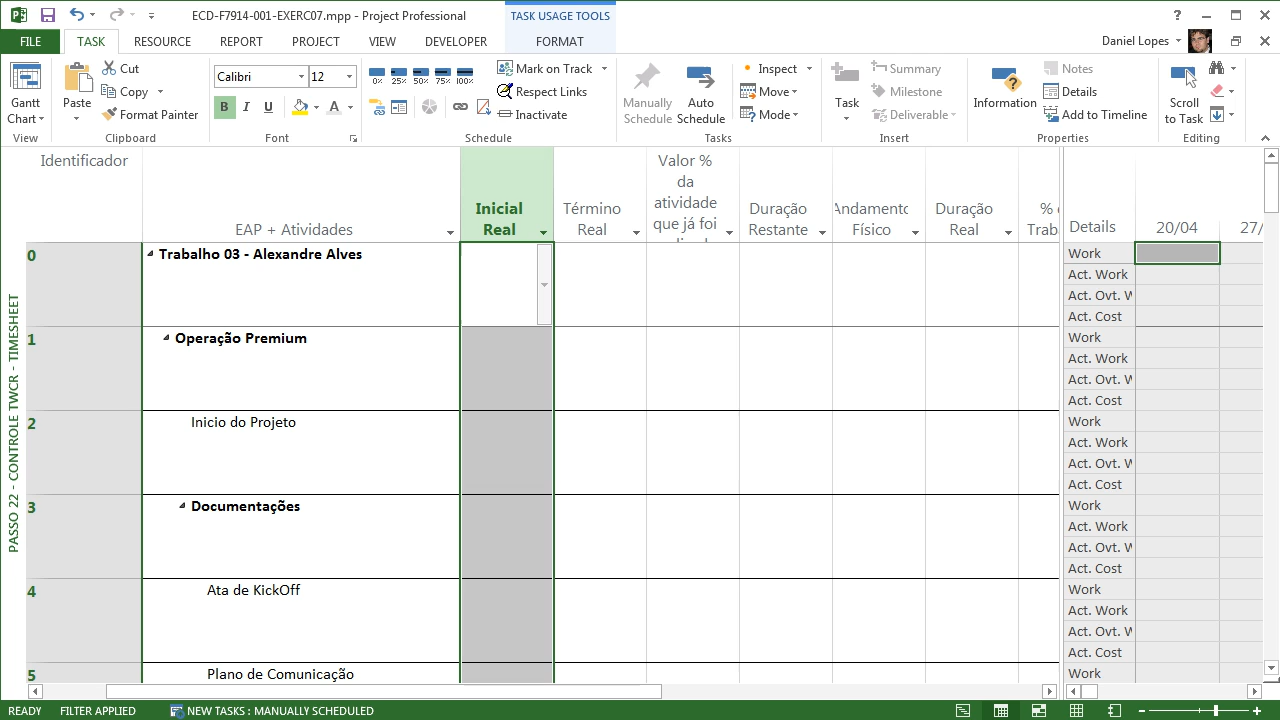 ECD-F7914-001-EXERC07.mpp - Project Professional
TASK USAGE TOOLS
FILE
TASK
RESOURCE
REPORT
PROJECT
VIEW
DEVELOPER
FORMAT
Daniel Lopes
Gantt
Chart
View
Paste
Cut
Copy
Format Painter
Clipboard
Calibri
12
B I U
A
Font
0%
25%
50%
75%
100%
Mark on Track
Respect Links
Inactivate
Schedule
Manually
Schedule
Auto
Schedule
Inspect
Move
Mode
Tasks
Task
Summary
Milestone
Deliverable
Insert
Information
Notes
Details
Add to Timeline
Properties
Scroll
to Task
Editing
PASSO 22 - CONTROLE TWCR - TIMESHEET
Identificador
EAP + Atividades
Inicial
Real
Término
Real
Valor %
da
atividade
que já foi
Duração
Restante
Andamento
Físico
Duração
Real
%
Trab
Details
20/04
27/
0
Trabalho 03 - Alexandre Alves
Work
Act. Work
Act. Ovt. W
Act. Cost
1
Operação Premium
Work
Act. Work
Act. Ovt. W
Act. Cost
2
Inicio do Projeto
Work
Act. Work
Act. Ovt. W
Act. Cost
3
Documentações
Work
Act. Work
Act. Ovt. W
Act. Cost
4
Ata de KickOff
Work
Act. Work
Act. Ovt. W
Act. Cost
5
Plano de Comunicação
Work
READY
FILTER APPLIED
NEW TASKS : MANUALLY SCHEDULED